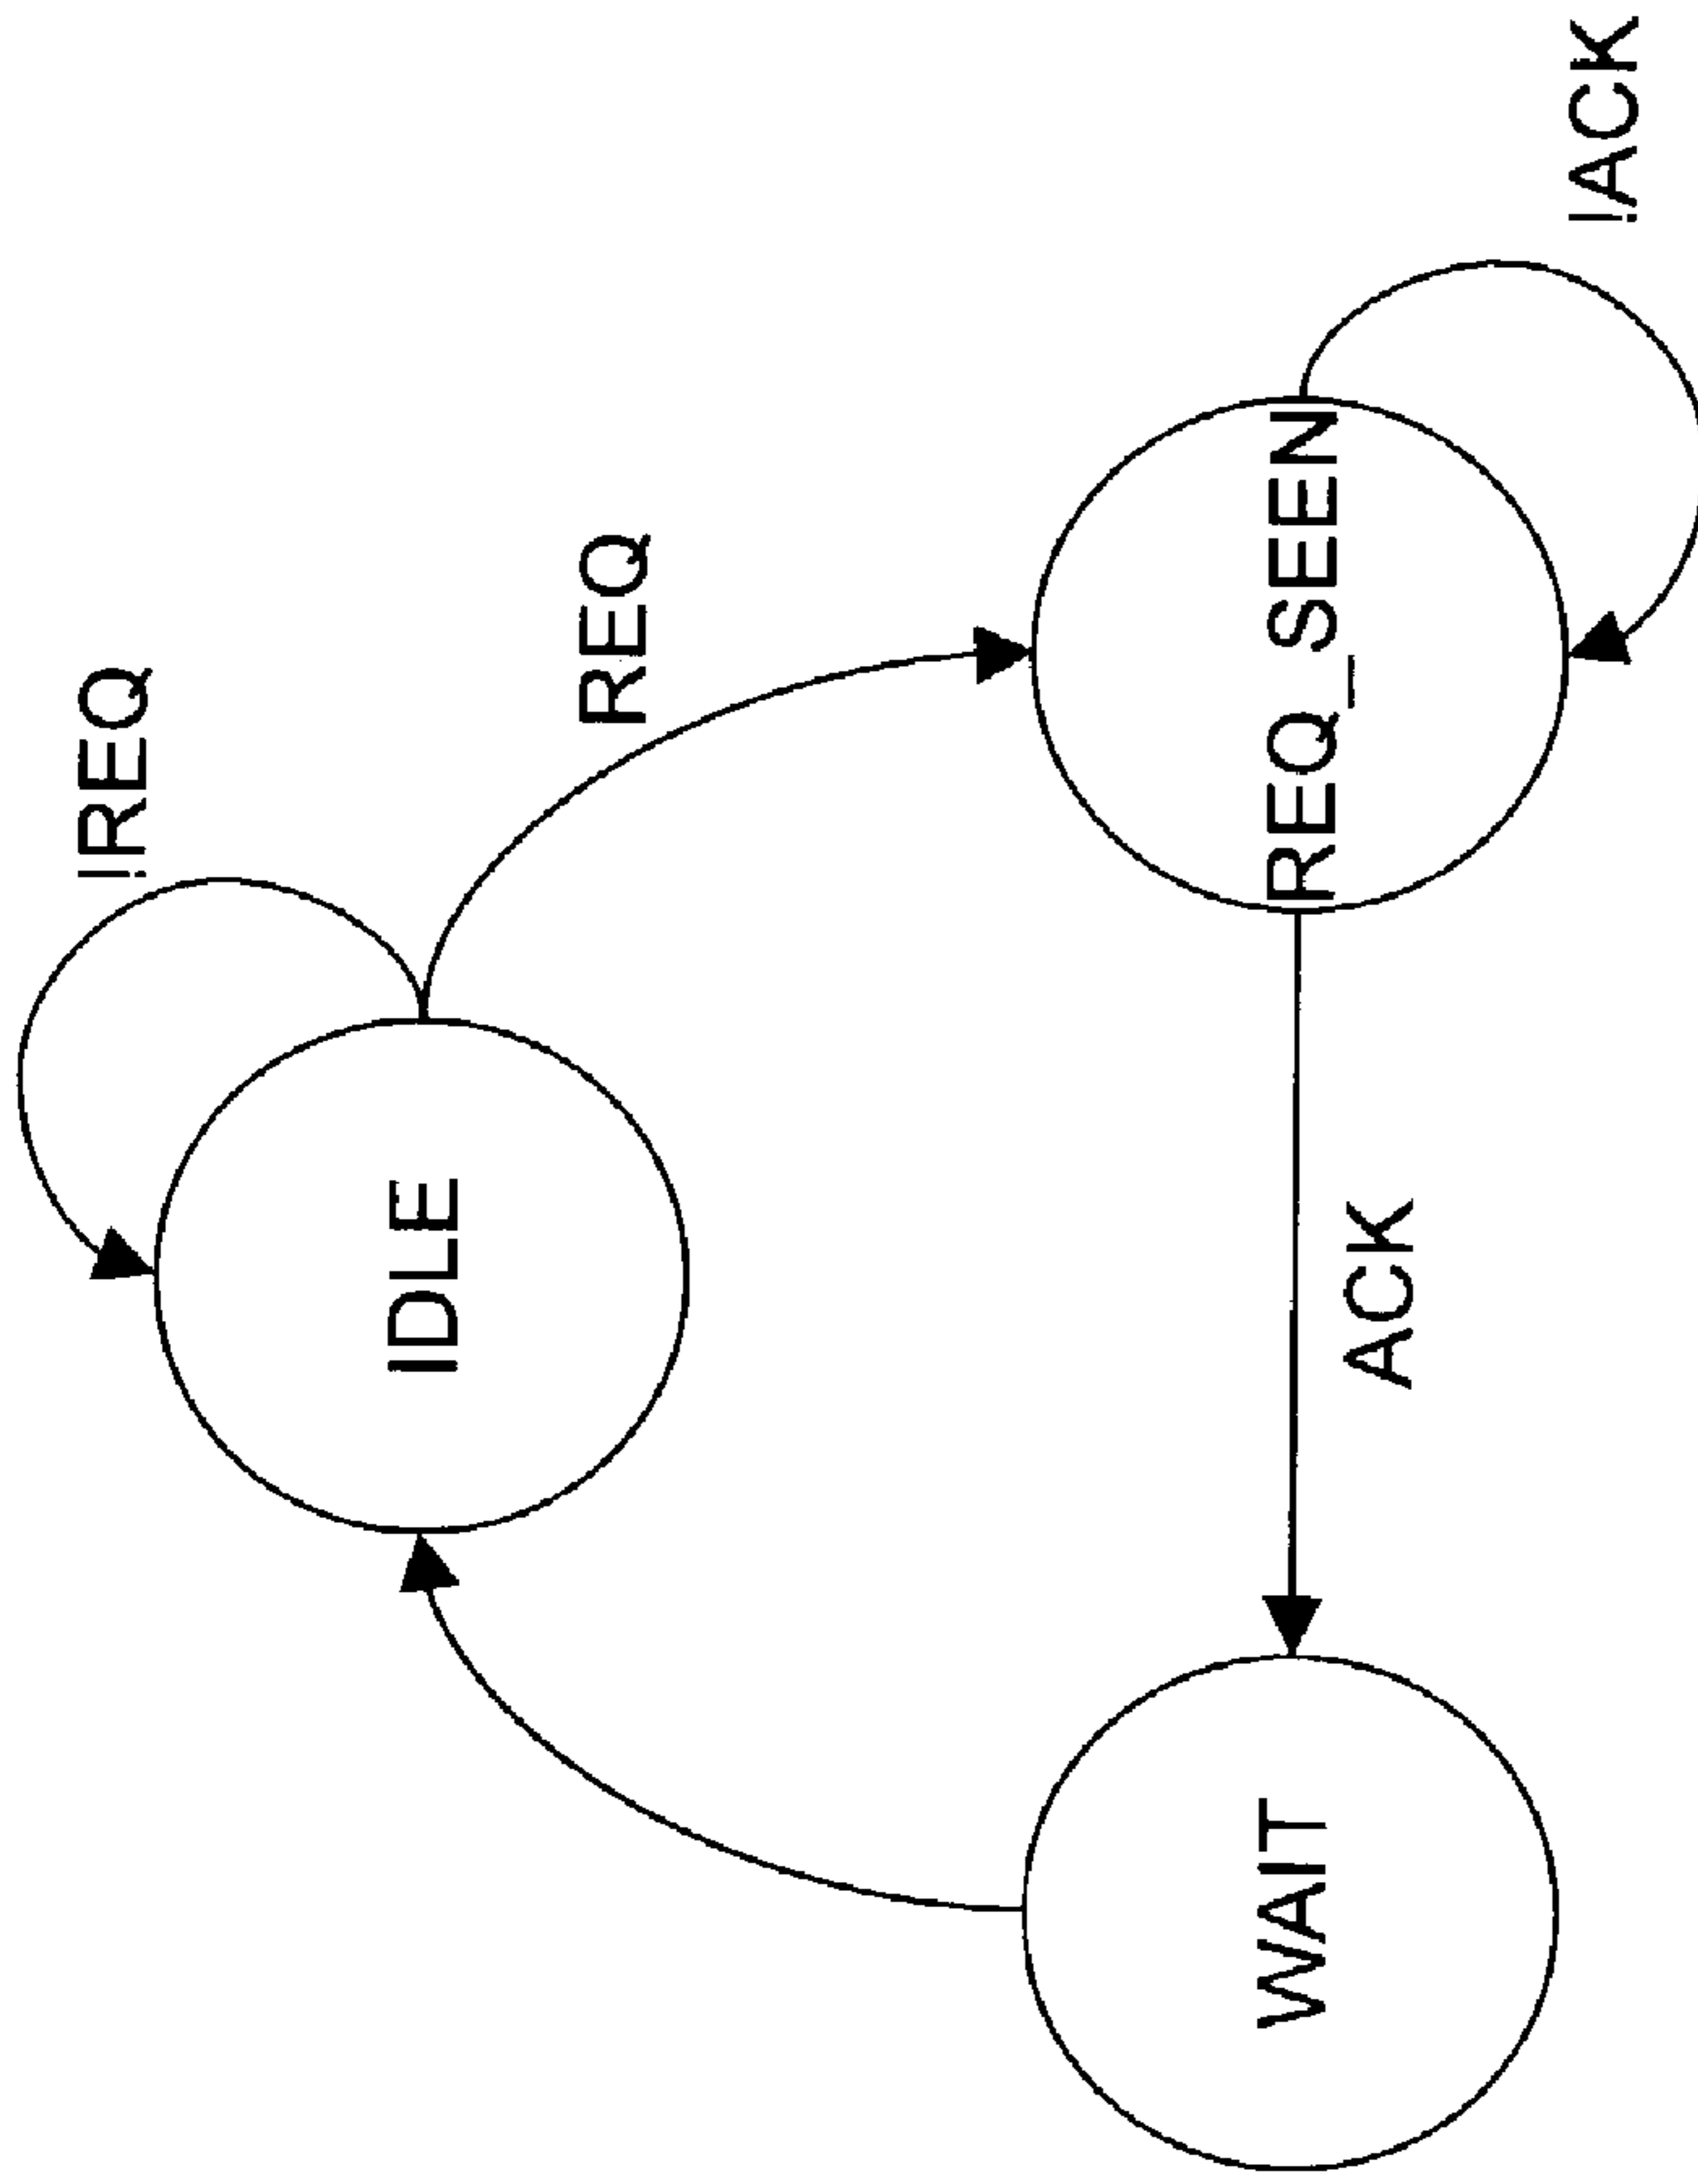 !REQ
IDLE
REQ
WAIT
ACK
REQ_SEEN
!ACK